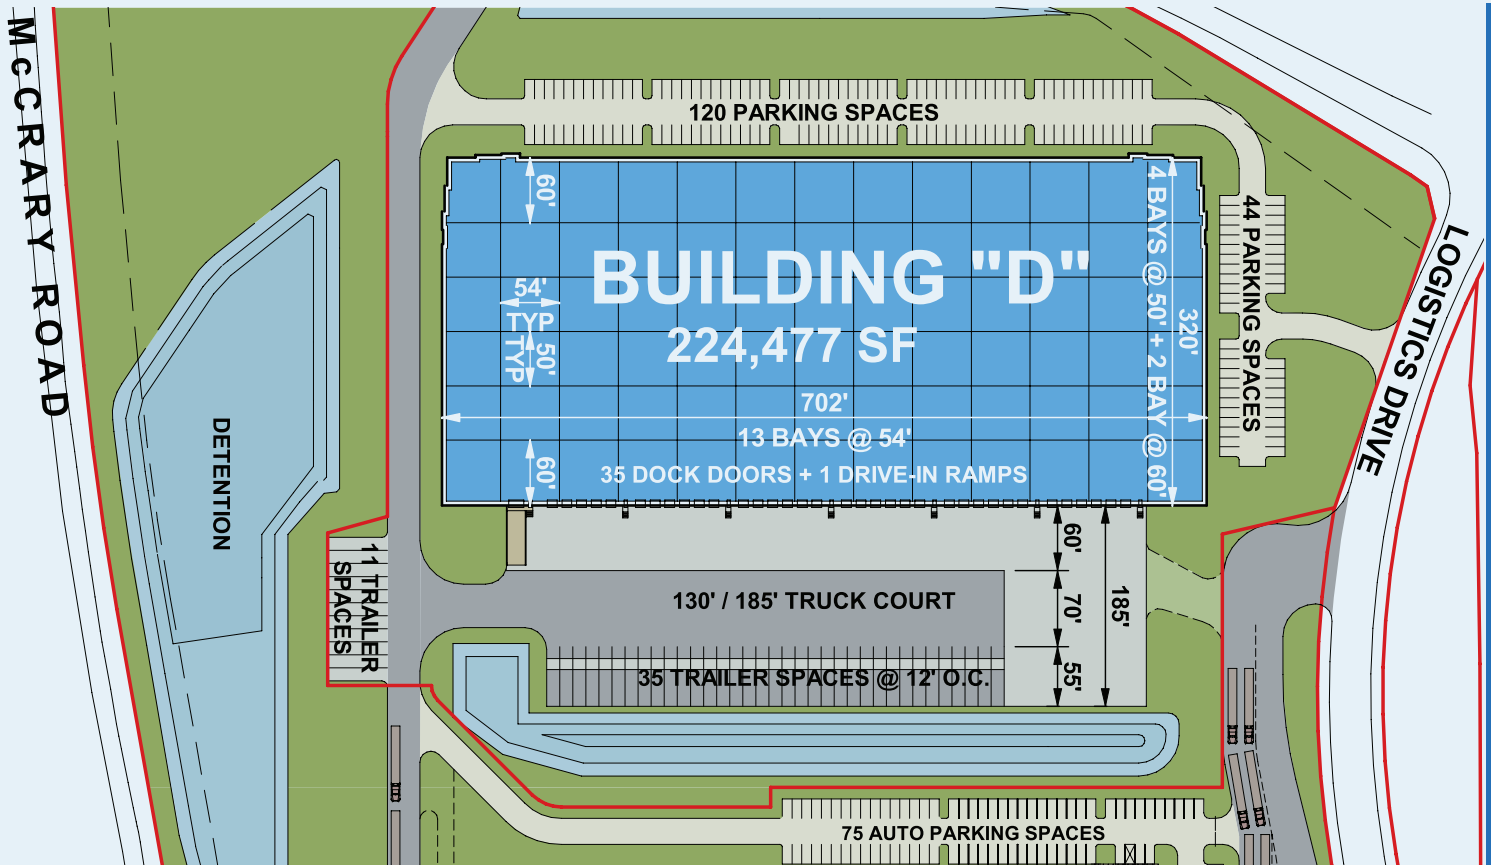 McCRARY ROAD
120 PARKING SPACES
60'
4 BAYS @ 50' + 2 BAY @ 60'
44 PARKING SPACES
LOGISTICS DRIVE
BUILDING "D"
224,477 SF
54'
TYP
50'
TYP
320'
702'
13 BAYS @ 54'
60'
35 DOCK DOORS + 1 DRIVE-IN RAMPS
DETENTION
11 TRAILER
SPACES
130' / 185' TRUCK COURT
60'
70'
55'
185'
35 TRAILER SPACES @ 12' O.C.
75 AUTO PARKING SPACES